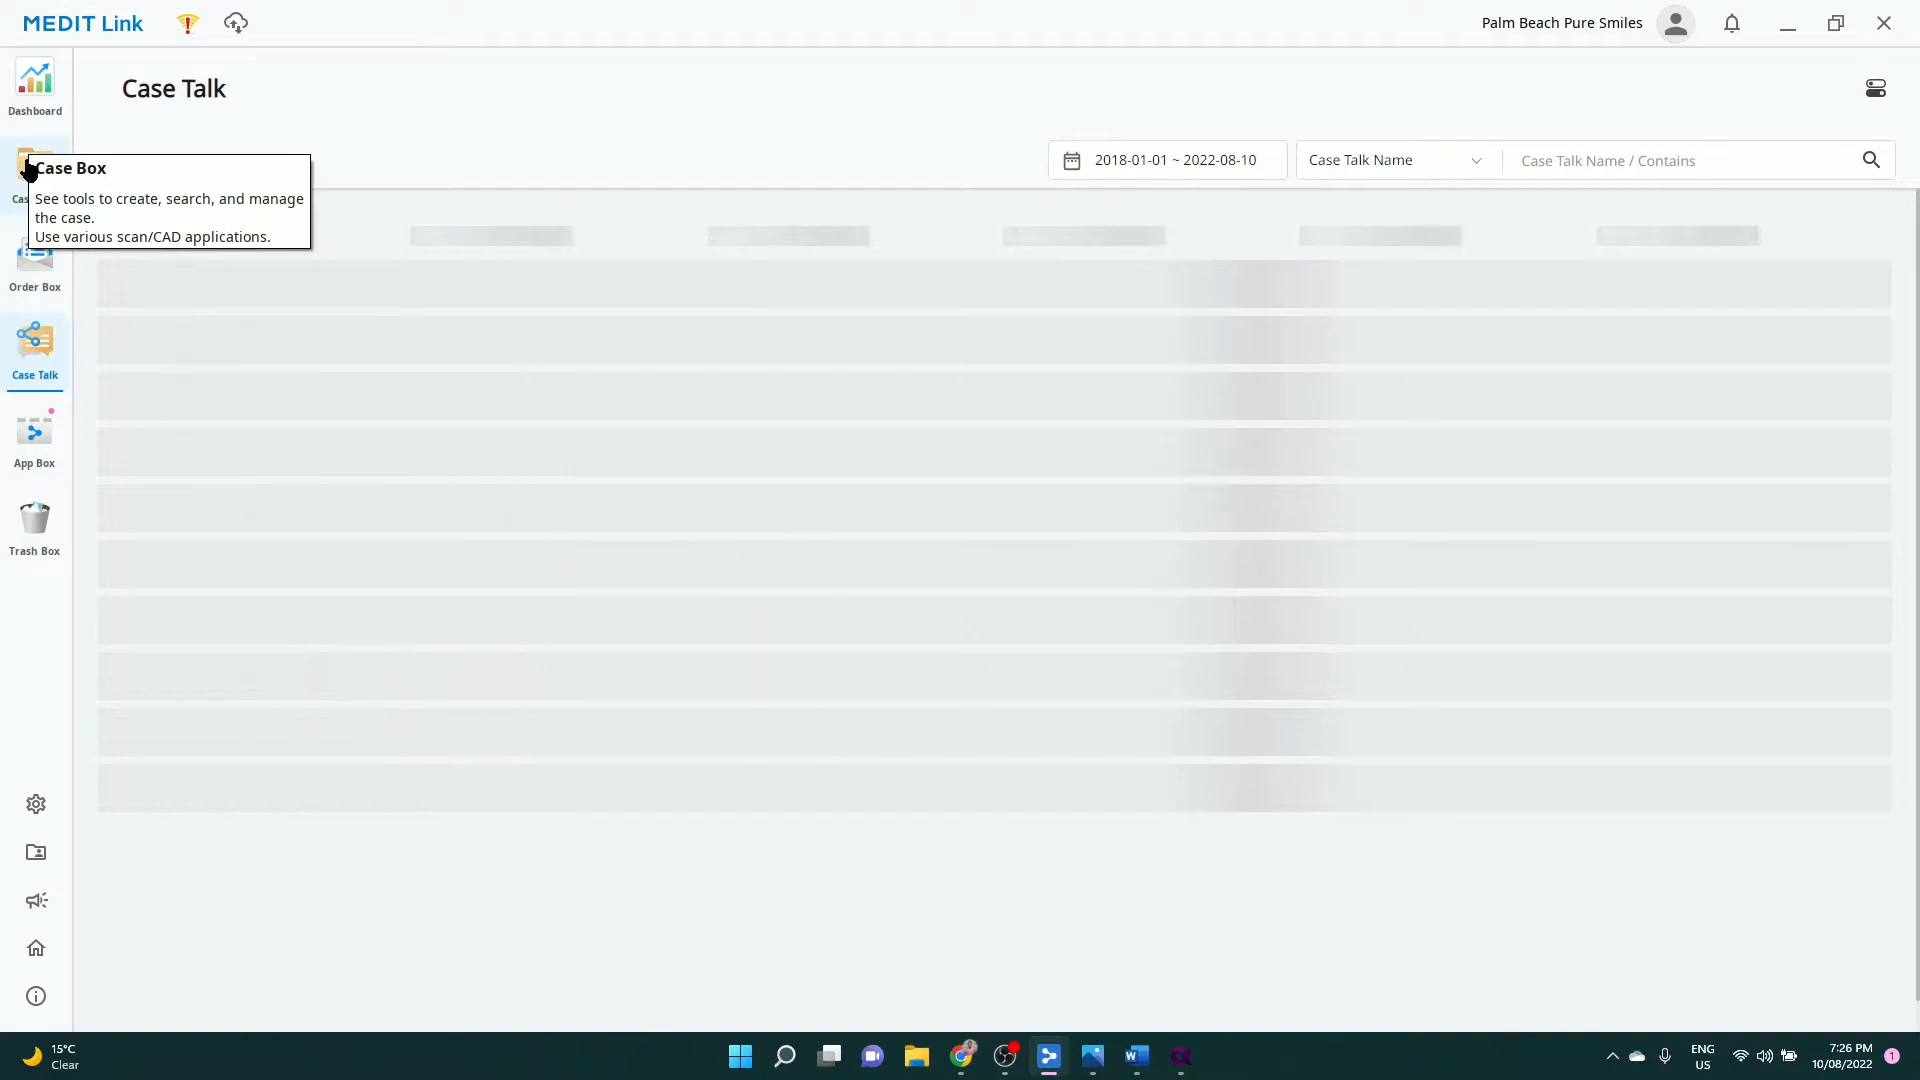 MEDIT Link
Palm Beach Pure Smiles
Dashboard
Case Talk
2018-01-01 ~ 2022-08-10
Case Talk Name
Case Talk Name / Contains
Case Box
See tools to create, search, and manage
the case.
Use various scan/CAD applications.
Cas
Order Box
Case Talk
App Box
Trash Box
15°C
Clear
W
ENG
US
7:26 PM
10/08/2022
1